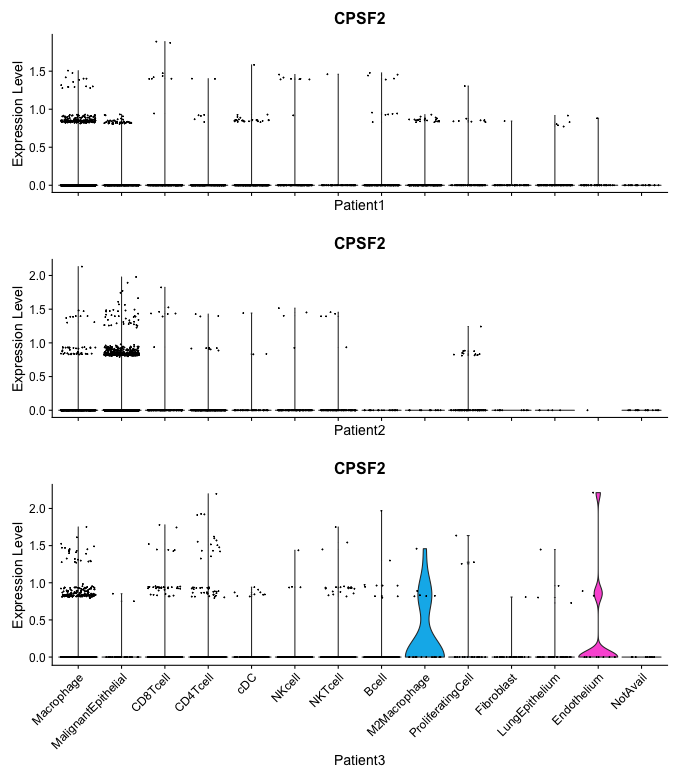 CPSF2
Expression Level
1.5
1.0
0.5
0.0
Patient1
CPSF2
Expression Level
2.0
1.5
1.0
0.5
0.0
Patient2
CPSF2
Expression Level
2.0
1.5
1.0
0.5
0.0
Macrophage
MalignantEpithelial
CD8Tcell
CD4Tcell
cDC
NKcell
NKTcell
Bcell
M2Macrophage
ProliferatingCell
Fibroblast
LungEpithelium
Endothelium
NotAvail
Patient3